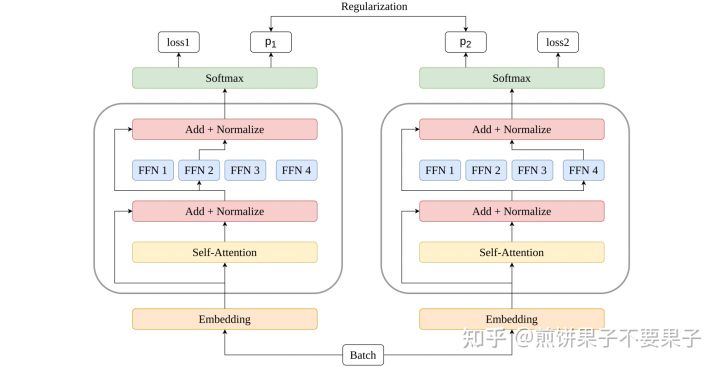 Regularization
loss1 p1 p2 loss2
Softmax Softmax
Add + Normalize Add + Normalize
FFN 1 FFN 2 FFN 3 FFN 4 FFN 1 FFN 2 FFN 3 FFN 4
Add + Normalize Add + Normalize
Self-Attention Self-Attention
Embedding Embedding
知乎 @煎饼果子不要果子
Batch